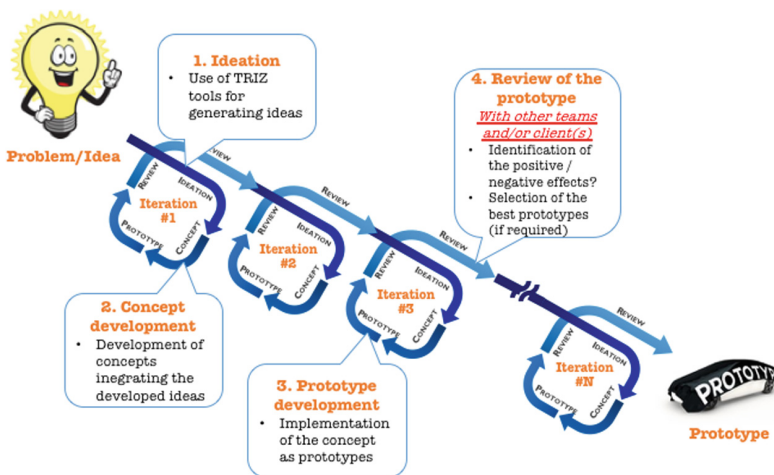 Problem/Idea
1. Ideation
• Use of TRIZ
tools for
generating ideas
2. Concept
development
• Development of
concepts
inegrating the
developed ideas
3. Prototype
development
• Implementation
of the concept
as prototypes
4. Review of the
prototype
With other teams
and/or client(s)
• Identification of
the positive /
negative effects?
• Selection of the
best prototypes
(if required)
Review
Ideation
Concept
Prototype
Iteration
#1
Review
Review
Ideation
Concept
Prototype
Iteration
#2
Review
Review
Ideation
Concept
Prototype
Iteration
#3
Review
Review
Ideation
Concept
Prototype
Iteration
#N
Review
PROTOTYP
Prototype